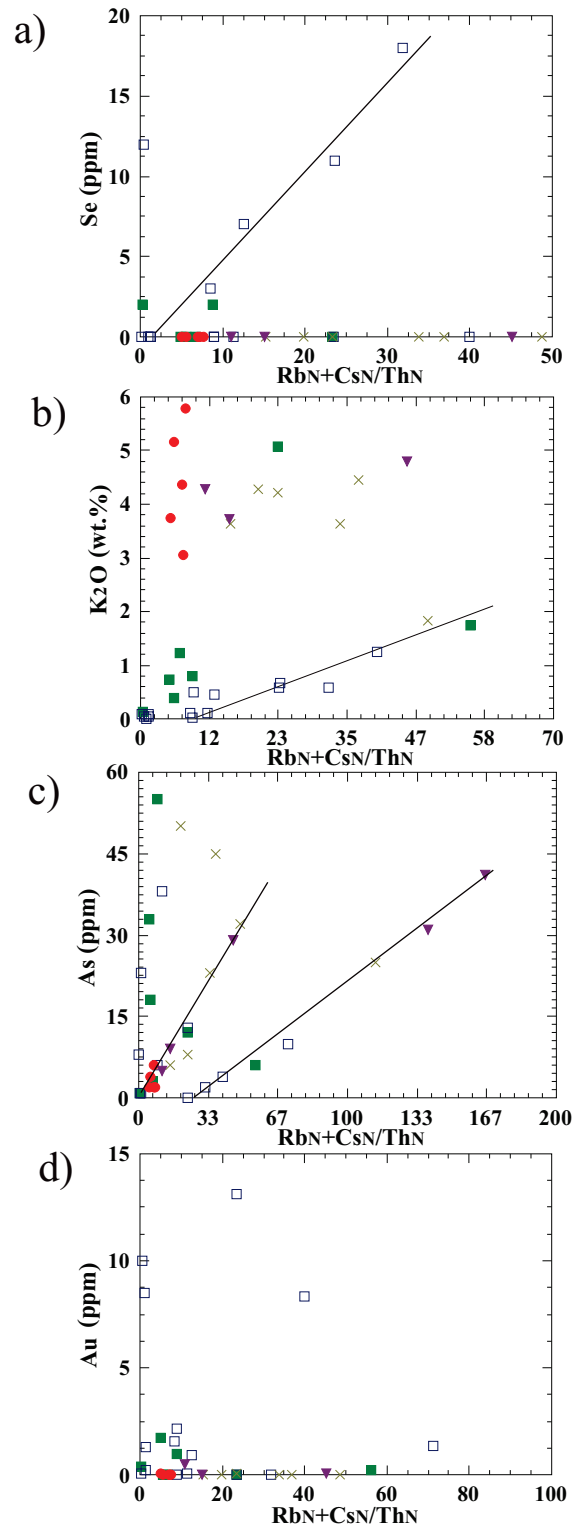 a)
20
15
10
5
0
Se (ppm)
0 10 20 30 40 50
RbN+CsN/ThN
b)
6
5
4
3
2
1
0
K2O (wt.%)
0 12 23 35 47 58 70
RbN+CsN/ThN
c)
60
45
30
15
0
As (ppm)
0 33 67 100 133 167 200
RbN+CsN/ThN
d)
15
10
5
0
Au (ppm)
0 20 40 60 80 100
RbN+CsN/ThN